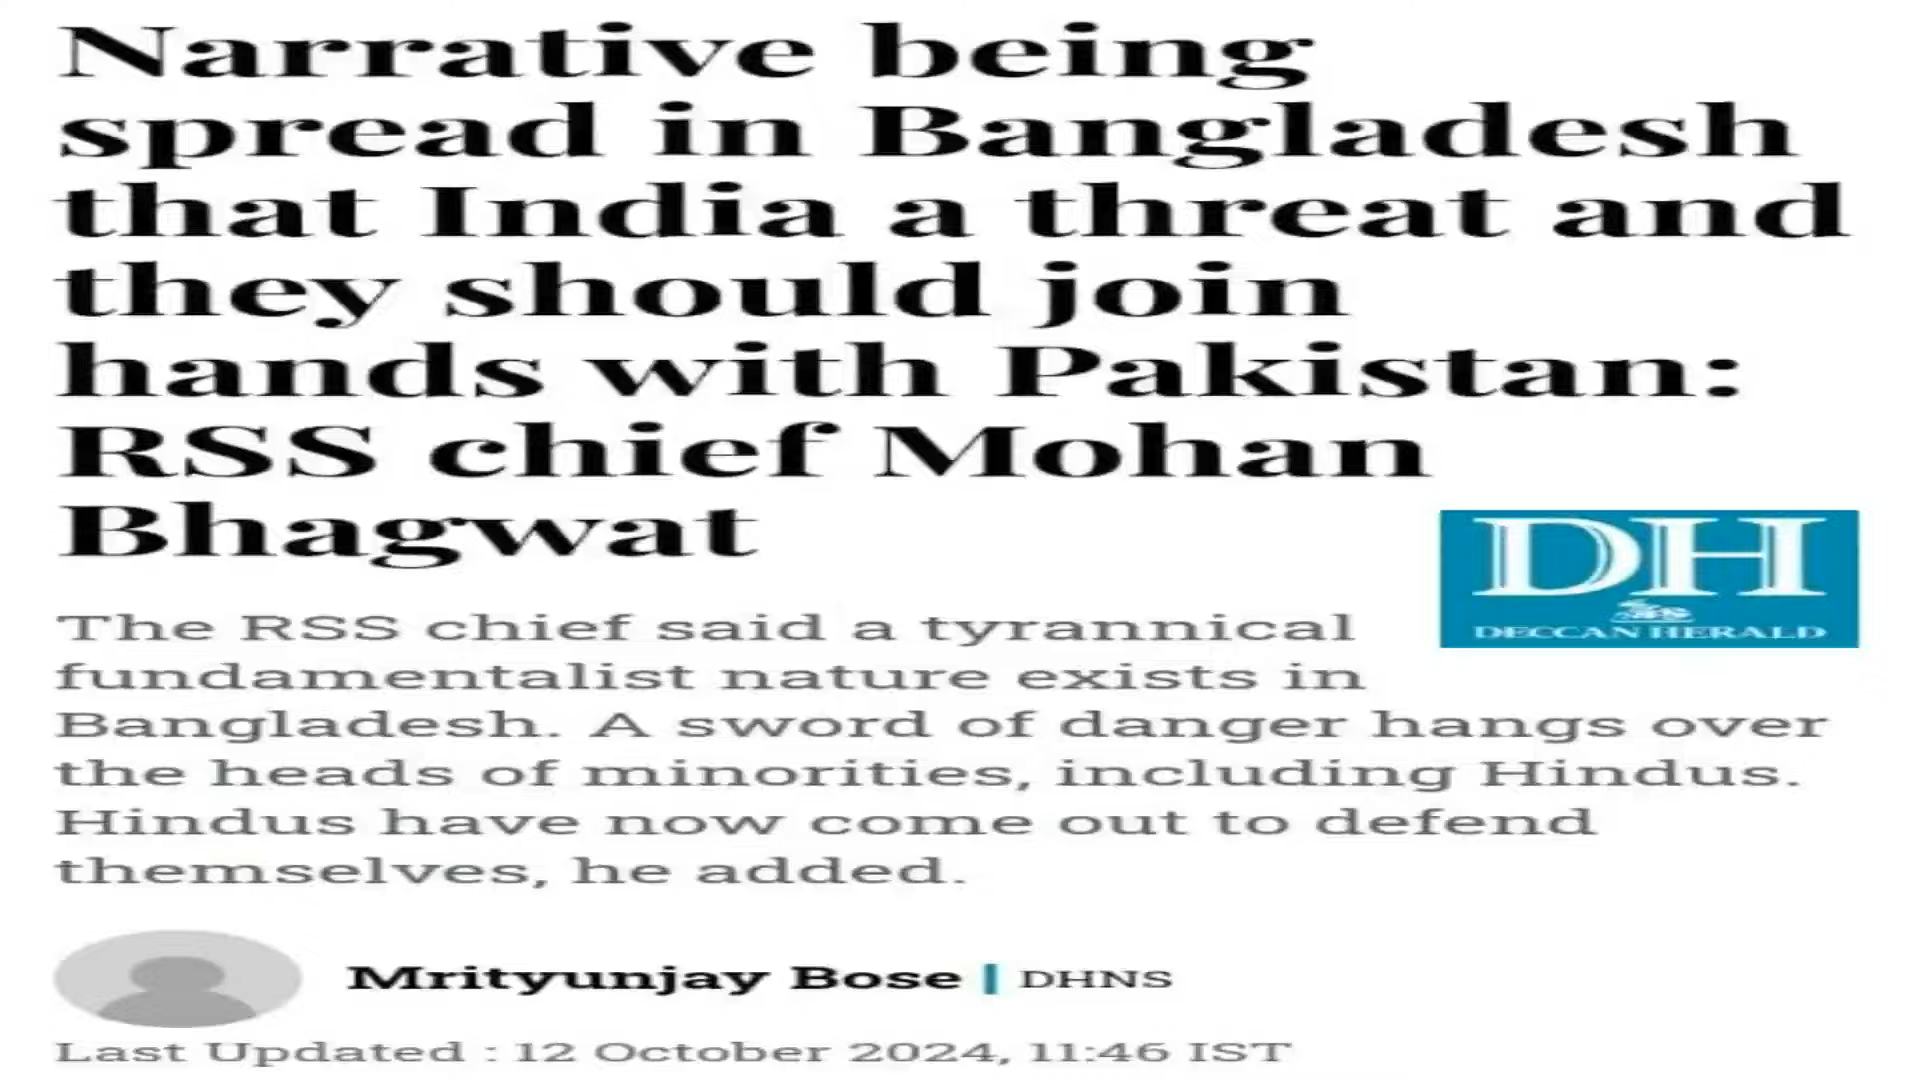 Narrative being
spread in Bangladesh
that India a threat and
they should join
hands with Pakistan:
RSS chief Mohan
Bhagwat
DH
DECCAN HERALD
The RSS chief said a tyrannical
fundamentalist nature exists in
Bangladesh. A sword of danger hangs over
the heads of minorities, including Hindus.
Hindus have now come out to defend
themselves, he added.
Mrityunjay Bose | DHNS
Last Updated : 12 October 2024, 11:46 IST